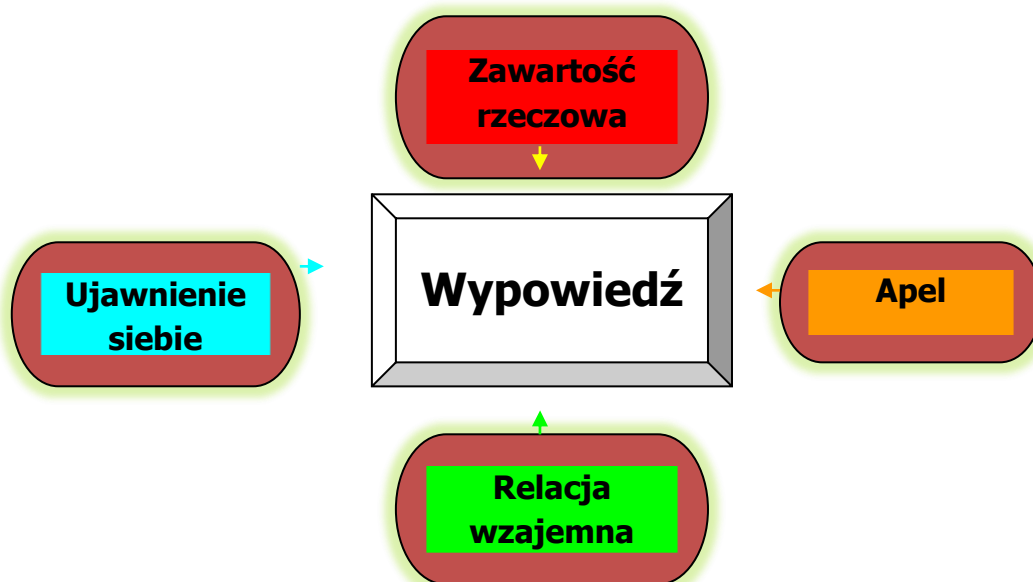 Zawartość
rzeczowa
Ujawnienie
siebie
Wypowiedź
Apel
Relacja
wzajemna